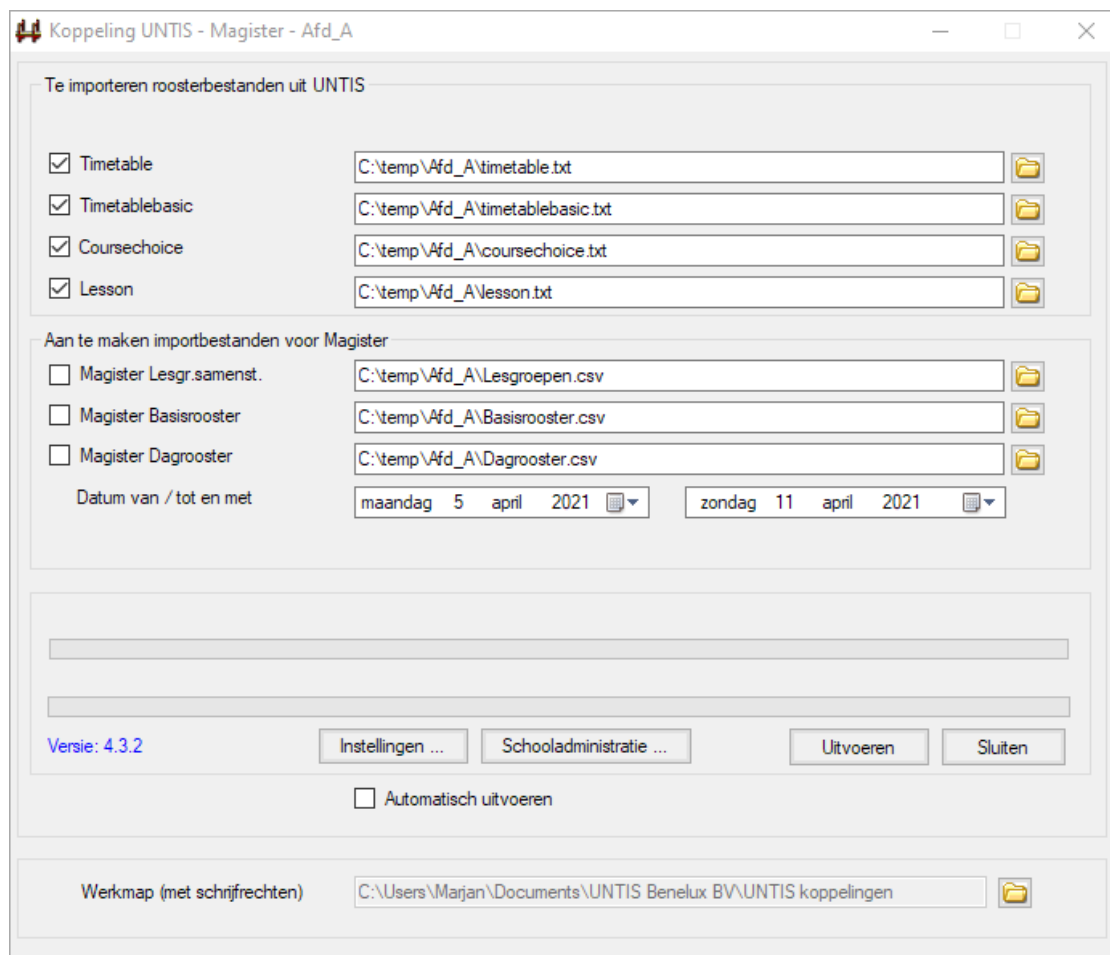 Koppeling UNTIS - Magister - Afd_A
Te importeren roosterbestanden uit UNTIS
Timetable C:\temp\Afd_A\timetable.txt
Timetablebasic C:\temp\Afd_A\timetablebasic.txt
Coursechoice C:\temp\Afd_A\coursechoice.txt
Lesson C:\temp\Afd_A\lesson.txt
Aan te maken importbestanden voor Magister
Magister Lesgr.samenst. C:\temp\Afd_A\Lesgroepen.csv
Magister Basisrooster C:\temp\Afd_A\Basisrooster.csv
Magister Dagrooster C:\temp\Afd_A\Dagrooster.csv
Datum van / tot en met maandag 5 april 2021 zondag 11 april 2021
Versie: 4.3.2 Instellingen ... Schooladministratie ... Uitvoeren Sluiten
Automatisch uitvoeren
Werkmap (met schrijfrechten) C:\Users\Marjan\Documents\UNTIS Benelux BV\UNTIS koppelingen